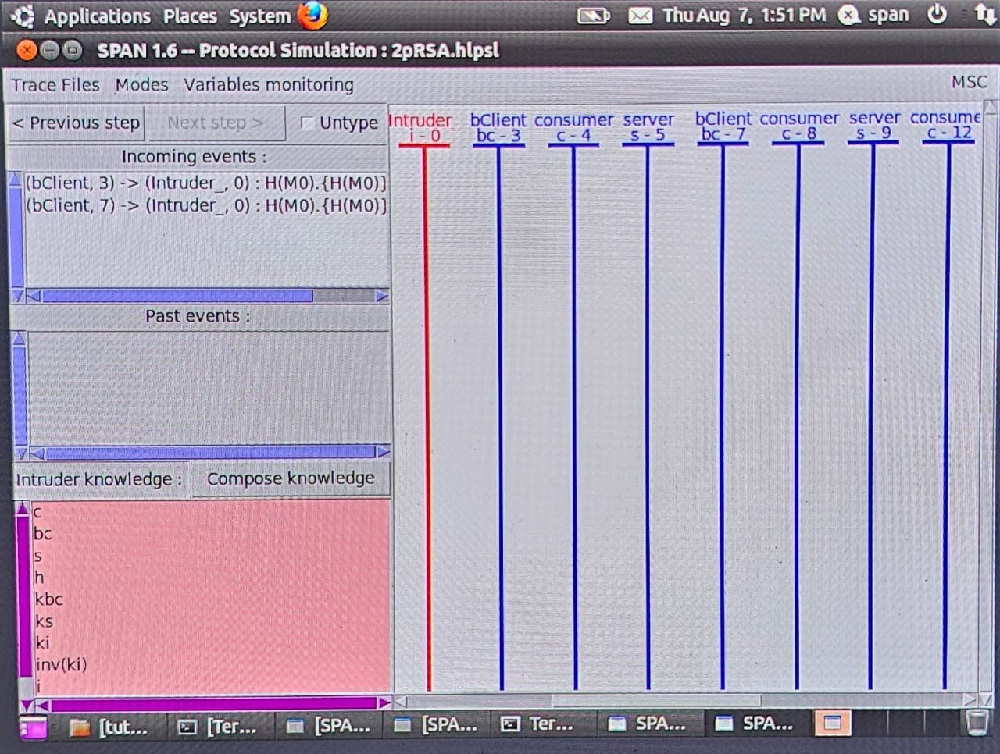 Applications Places System Thu Aug 7, 1:51 PM span
SPAN 1.6 – Protocol Simulation : 2pRSA.hlpsl
Trace Files Modes Variables monitoring MSC
< Previous step Next step > Untype
Incoming events :
(bClient, 3) -> (Intruder_, 0) : H(M0).{H(M0)}
(bClient, 7) -> (Intruder_, 0) : H(M0).{H(M0)}
Past events :
Intruder knowledge : Compose knowledge
c
bc
s
h
kbc
ks
ki
inv(ki)
i
Intruder_ bClient consumer server bClient consumer server consume
i - 0 bc - 3 c - 4 s - 5 bc - 7 c - 8 s - 9 c - 12
[tut... [Ter... [SPA... [SPA... Ter... SPA... SPA...